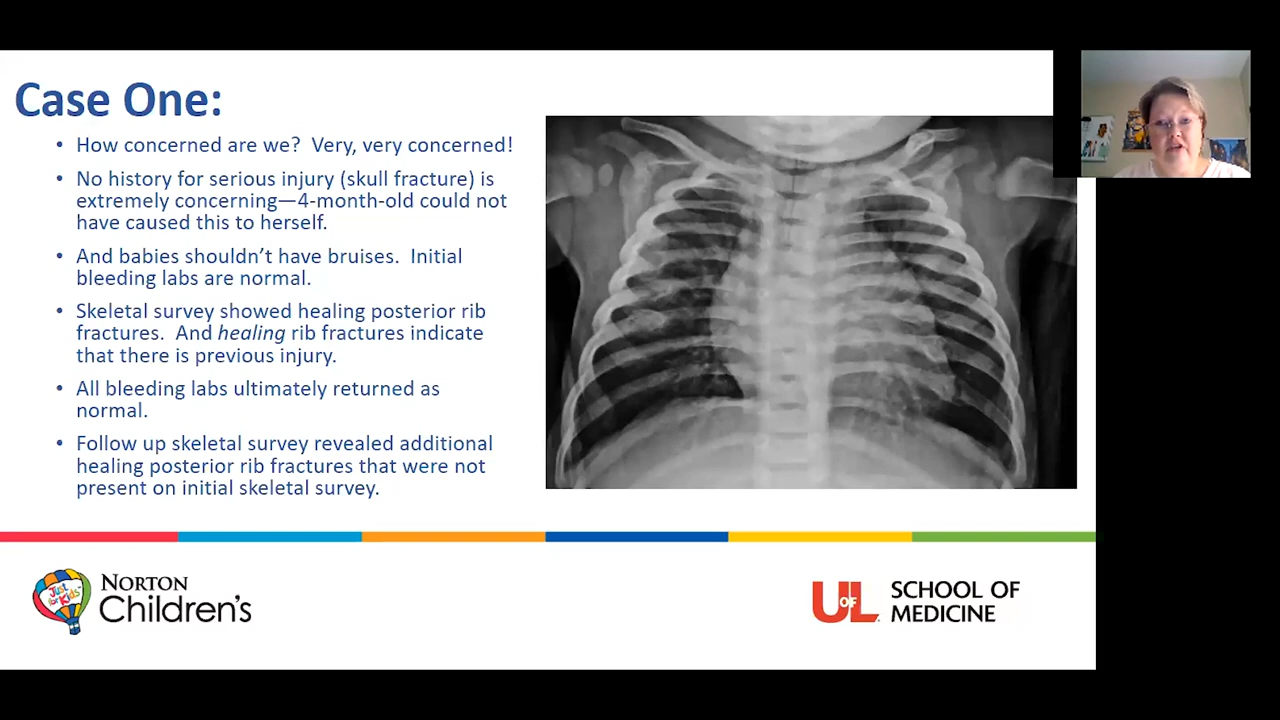 Case One:
• How concerned are we?  Very, very concerned!
• No history for serious injury (skull fracture) is
extremely concerning—4-month-old could not
have caused this to herself.
• And babies shouldn't have bruises.  Initial
bleeding labs are normal.
• Skeletal survey showed healing posterior rib
fractures.  And healing rib fractures indicate
that there is previous injury.
• All bleeding labs ultimately returned as
normal.
• Follow up skeletal survey revealed additional
healing posterior rib fractures that were not
present on initial skeletal survey.
Just
for Kids
NORTON
Children's
UOFL
SCHOOL OF
MEDICINE